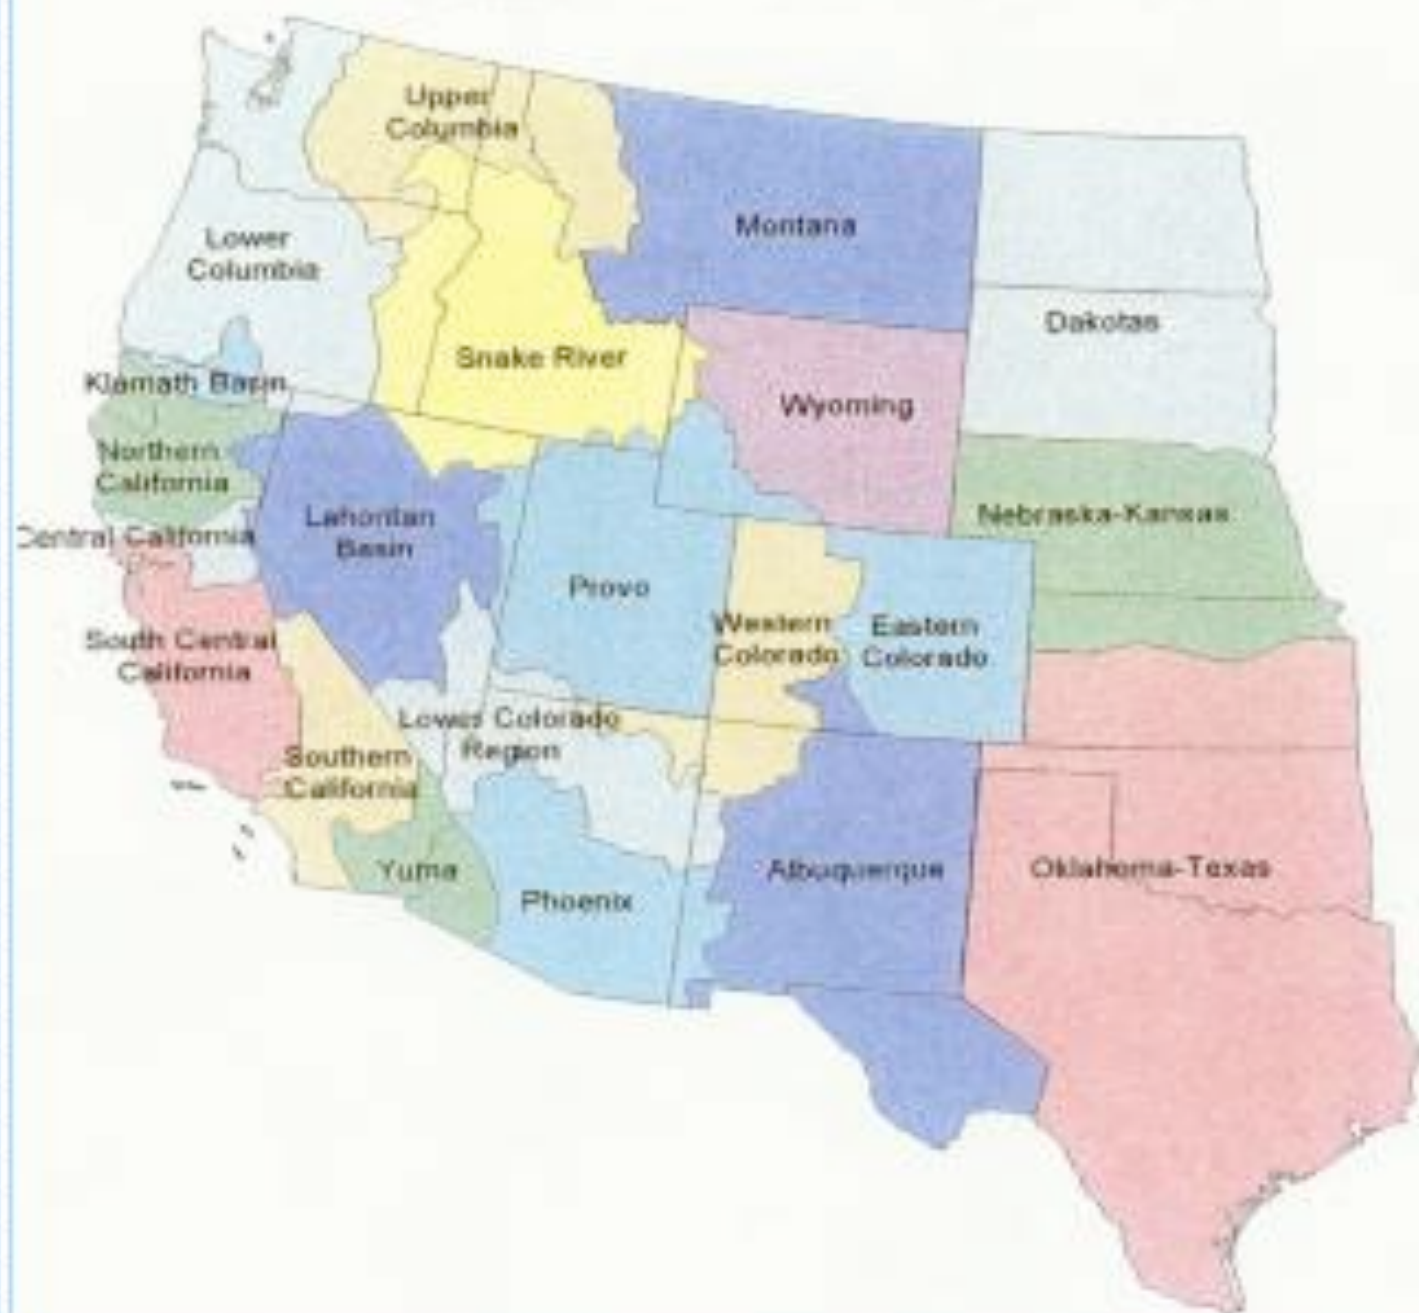 Upper
Columbia
Montana
Lower
Columbia
Dakotas
Snake River
Klamath Basin
Wyoming
Northern
California
Lahontan
Basin
Nebraska-Kansas
Central California
Provo
Western
Colorado
Eastern
Colorado
South Central
California
Lower Colorado
Region
Southern
California
Yuma
Phoenix
Albuquerque
Oklahoma-Texas